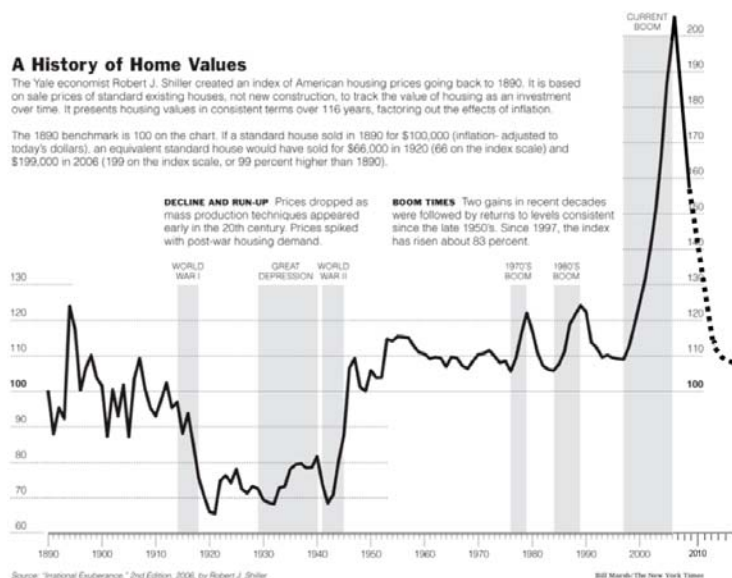 CURRENT
BOOM
A History of Home Values
The Yale economist Robert J. Shiller created an index of American housing prices going back to 1890. It is based
on sale prices of standard existing houses, not new construction, to track the value of housing as an investment
over time. It presents housing values in consistent terms over 116 years, factoring out the effects of inflation.
The 1890 benchmark is 100 on the chart. If a standard house sold in 1890 for $100,000 (inflation- adjusted to
today's dollars), an equivalent standard house would have sold for $66,000 in 1920 (66 on the index scale) and
$199,000 in 2006 (199 on the index scale, or 99 percent higher than 1890).
DECLINE AND RUN-UP Prices dropped as
mass production techniques appeared
early in the 20th century. Prices
spiked with post-war housing demand.
BOOM TIMES Two gains in recent decades
were followed by returns to levels consistent
since the late 1950's. Since 1997, the index
has risen about 83 percent.
WORLD
WAR I
GREAT
DEPRESSION
WORLD
WAR II
1970'S
BOOM
1980'S
BOOM
130
120
110
100
90
80
70
60
200
190
180
170
160
150
140
130
120
110
100
1890 1900 1910 1920 1930 1940 1950 1960 1970 1980 1990 2000 2010
Source: "Irrational Exuberance," 2nd Edition, 2006, by Robert J. Shiller
Bill Marsh/The New York Times